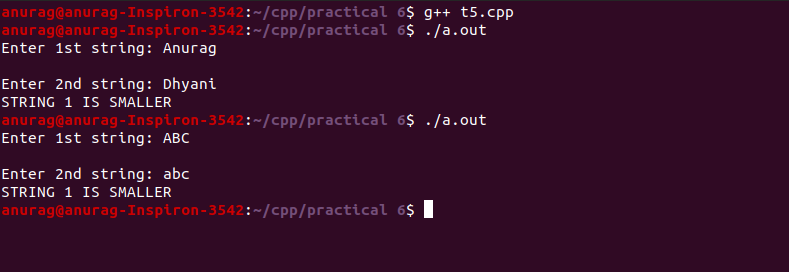 anurag@anurag-Inspiron-3542:~/cpp/practical 6$ g++ t5.cpp
anurag@anurag-Inspiron-3542:~/cpp/practical 6$ ./a.out
Enter 1st string: Anurag
Enter 2nd string: Dhyani
STRING 1 IS SMALLER
anurag@anurag-Inspiron-3542:~/cpp/practical 6$ ./a.out
Enter 1st string: ABC
Enter 2nd string: abc
STRING 1 IS SMALLER
anurag@anurag-Inspiron-3542:~/cpp/practical 6$